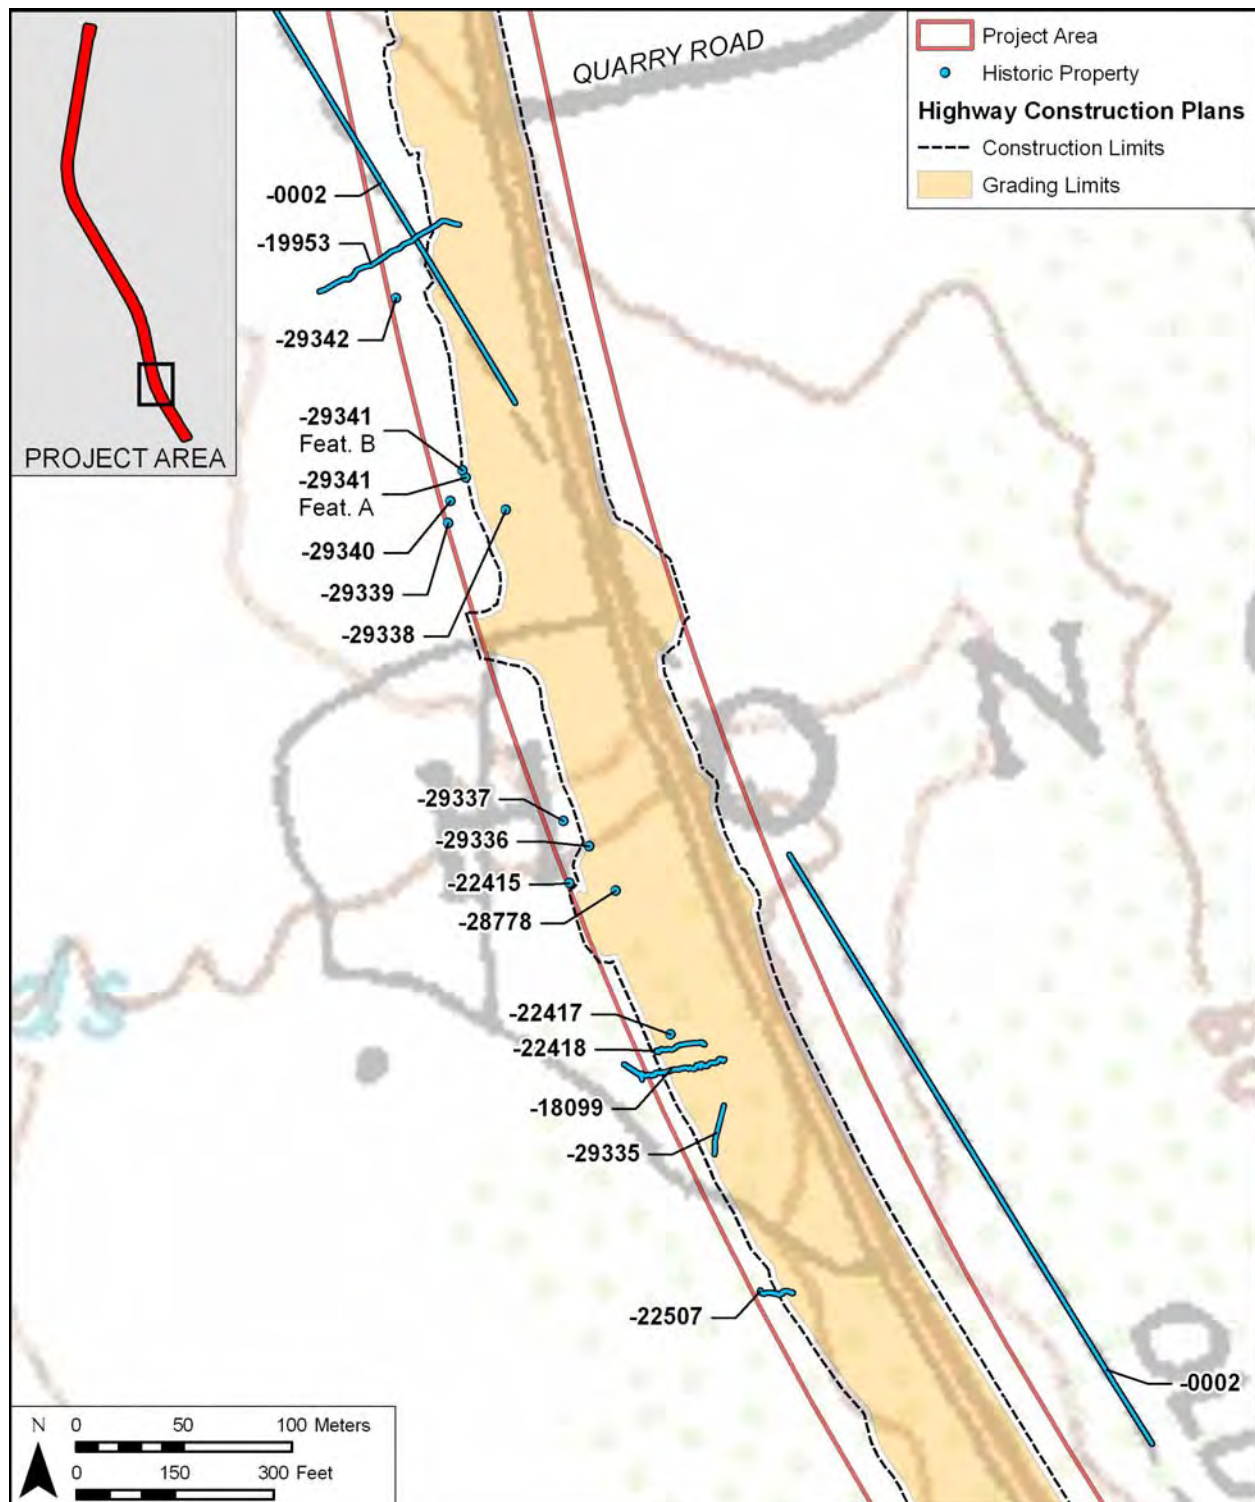 QUARRY ROAD
Project Area
Historic Property
Highway Construction Plans
Construction Limits
Grading Limits
PROJECT AREA
-0002
-19953
-29342
-29341
Feat. B
-29341
Feat. A
-29340
-29339
-29338
-29337
-29336
-22415
-28778
-22417
-22418
-18099
-29335
-22507
-0002
O N
N 0 50 100 Meters
0 150 300 Feet